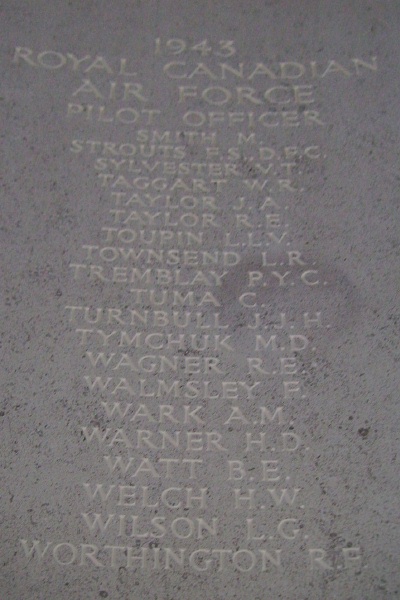 1943
ROYAL CANADIAN
AIR FORCE
PILOT OFFICER
SMITH M.
STROUTS F.S., D.F.C.
SYLVESTER V.T.
TAGGART W.R.
TAYLOR J.A.
TAYLOR R.E.
TOUPIN L.L.V.
TOWNSEND L.R.
TREMBLAY P.Y.C.
TUMA C.
TURNBULL J.J.H.
TYMCHUK M.D.
WAGNER R.E.
WALMSLEY F.
WARK A.M.
WARNER H.D.
WATT B.E.
WELCH H.W.
WILSON L.G.
WORTHINGTON R.F.